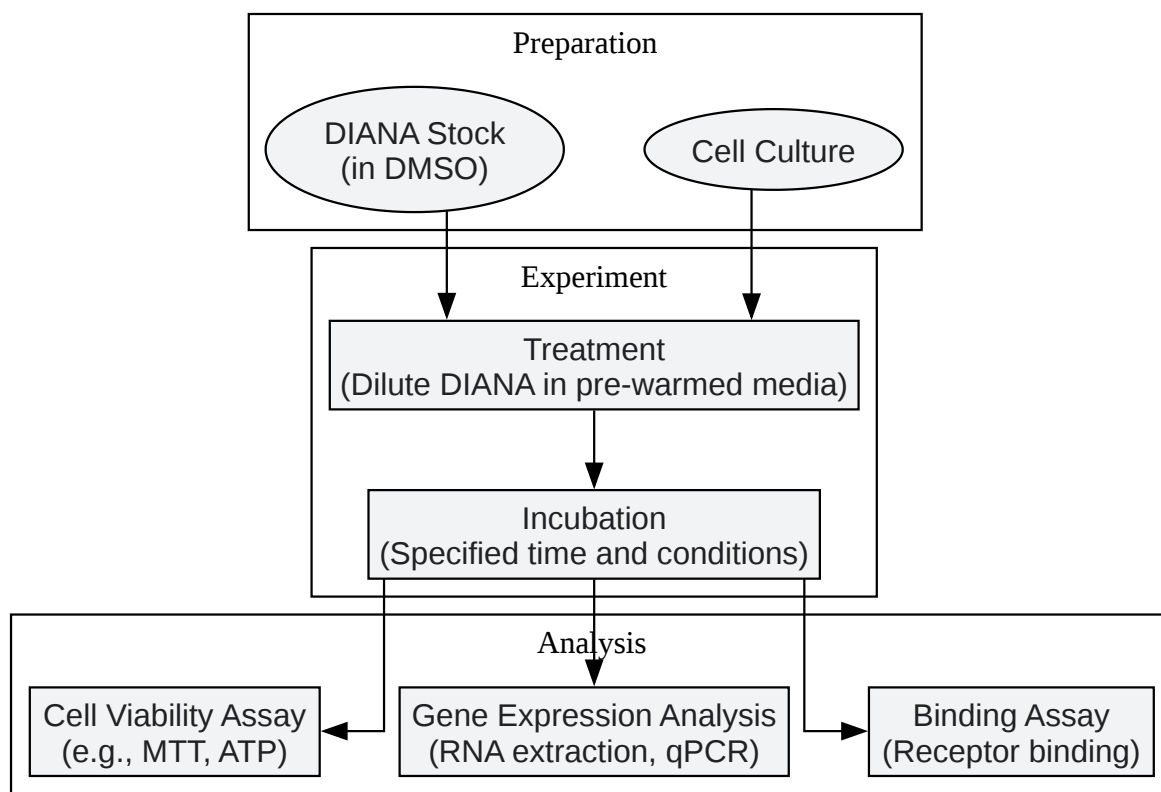 Preparation
DIANA Stock
(in DMSO)
Cell Culture
Experiment
Treatment
(Dilute DIANA in pre-warmed media)
Incubation
(Specified time and conditions)
Analysis
Cell Viability Assay
(e.g., MTT, ATP)
Gene Expression Analysis
(RNA extraction, qPCR)
Binding Assay
(Receptor binding)